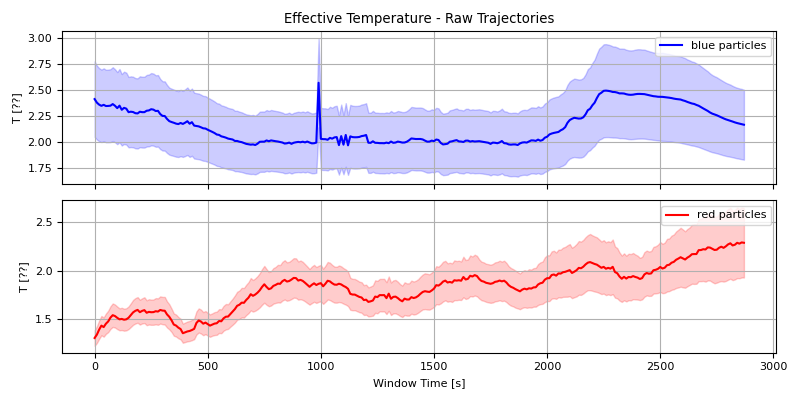 Effective Temperature - Raw Trajectories
3.00
2.75
2.50
2.25
2.00
1.75
T [??]
blue particles
2.5
2.0
1.5
T [??]
red particles
0
500
1000
1500
2000
2500
3000
Window Time [s]